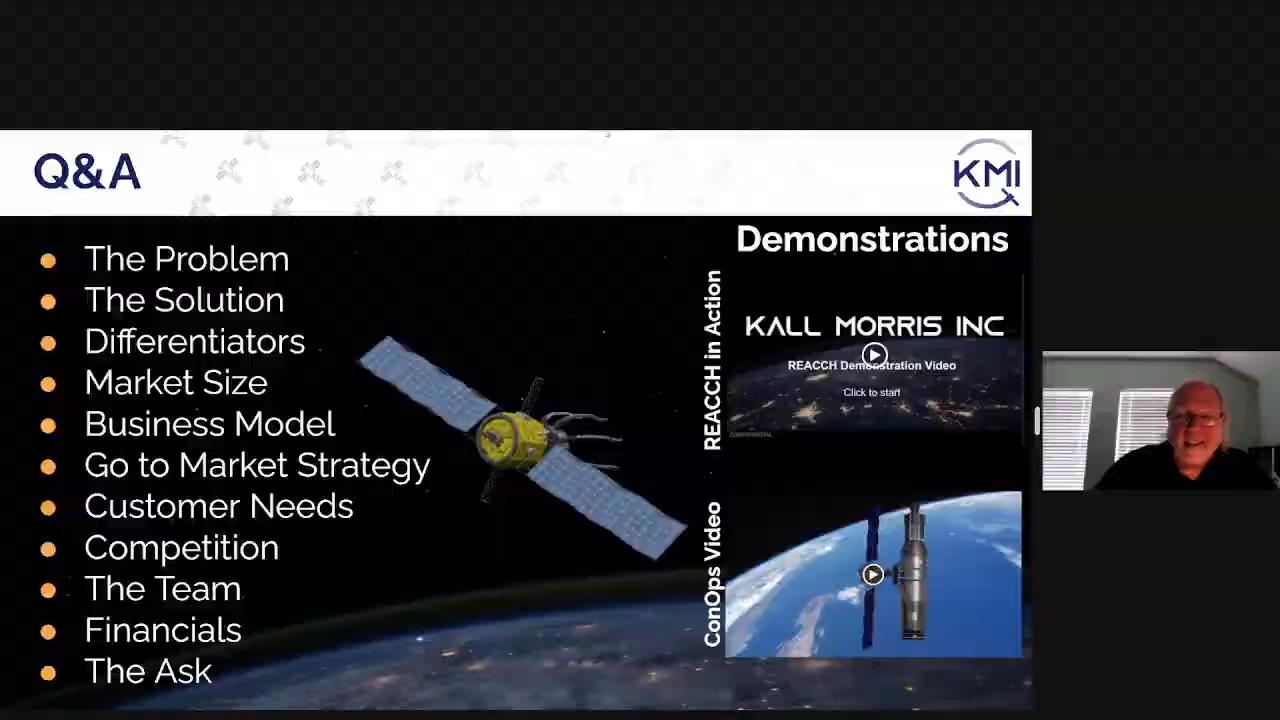 Q&A
KMI
The Problem
The Solution
Differentiators
Market Size
Business Model
Go to Market Strategy
Customer Needs
Competition
The Team
Financials
The Ask
Demonstrations
REACCH in Action
KALL MORRIS INC
REACCH Demonstration Video
Click to start
CONFIDENTIAL
ConOps Video